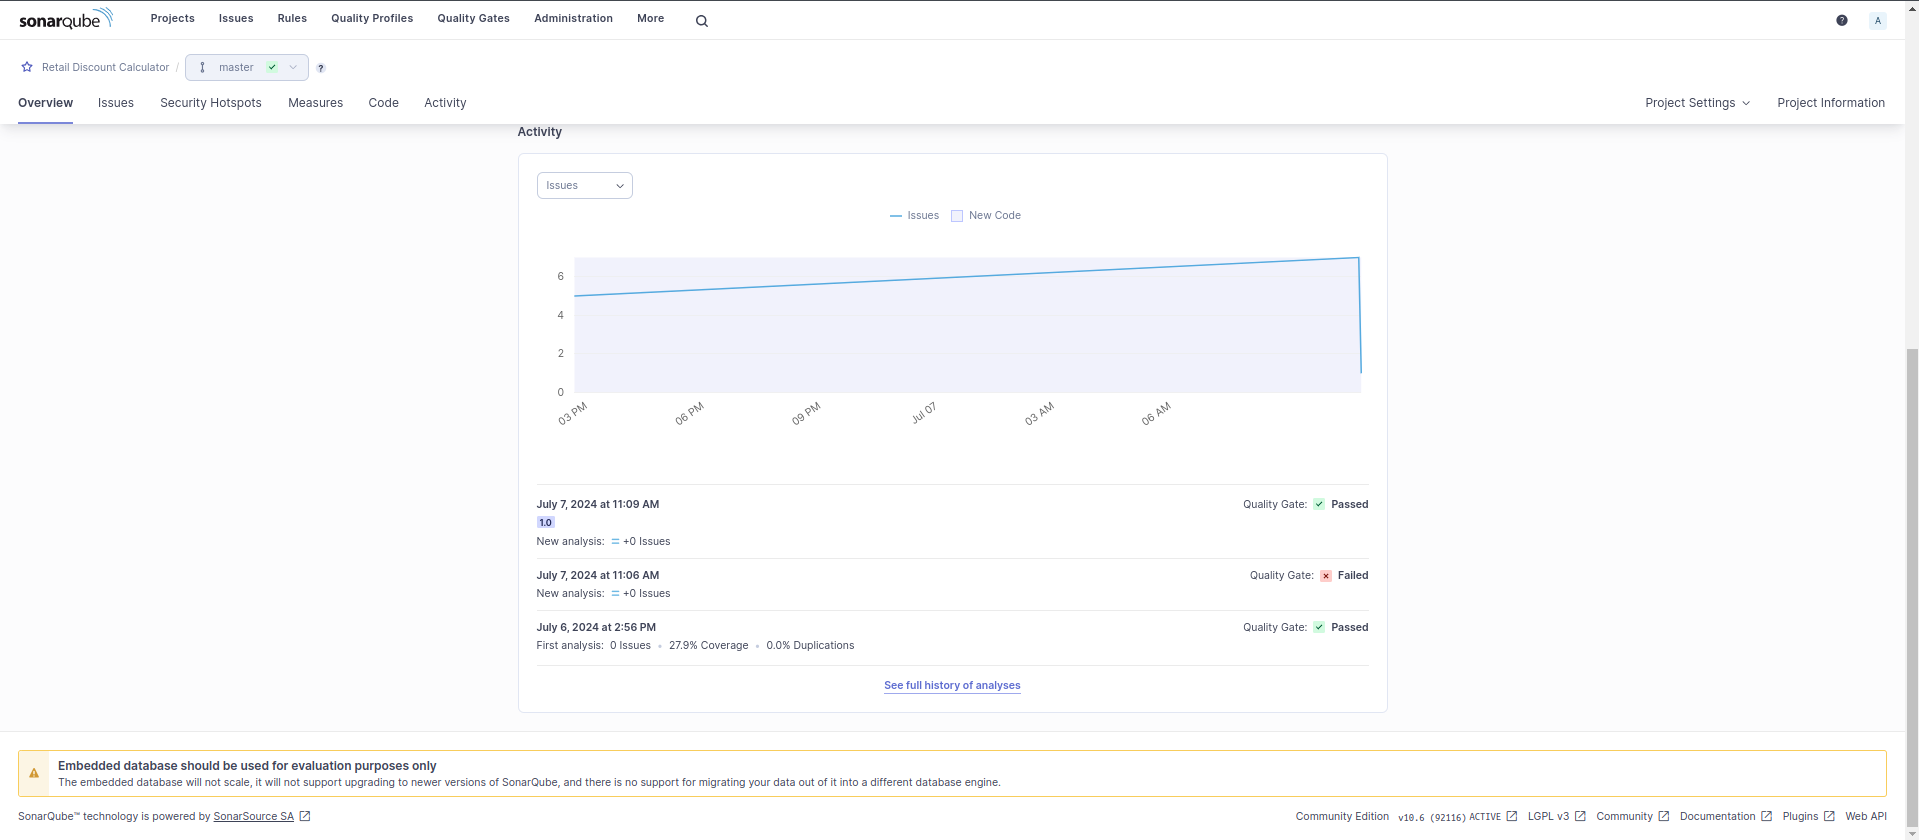 sonarqube Projects Issues Rules Quality Profiles Quality Gates Administration More ? A
Retail Discount Calculator / master ?
Overview Issues Security Hotspots Measures Code Activity Project Settings Project Information
Activity
Issues
Issues New Code
6
4
2
0
03 PM 06 PM 09 PM Jul 07 03 AM 06 AM
July 7, 2024 at 11:09 AM Quality Gate: Passed
1.0
New analysis: = +0 Issues
July 7, 2024 at 11:06 AM Quality Gate: Failed
New analysis: = +0 Issues
July 6, 2024 at 2:56 PM Quality Gate: Passed
First analysis: 0 Issues • 27.9% Coverage • 0.0% Duplications
See full history of analyses
Embedded database should be used for evaluation purposes only
The embedded database will not scale, it will not support upgrading to newer versions of SonarQube, and there is no support for migrating your data out of it into a different database engine.
SonarQube™ technology is powered by SonarSource SA Community Edition v10.6 (92116) ACTIVE LGPL v3 Community Documentation Plugins Web API